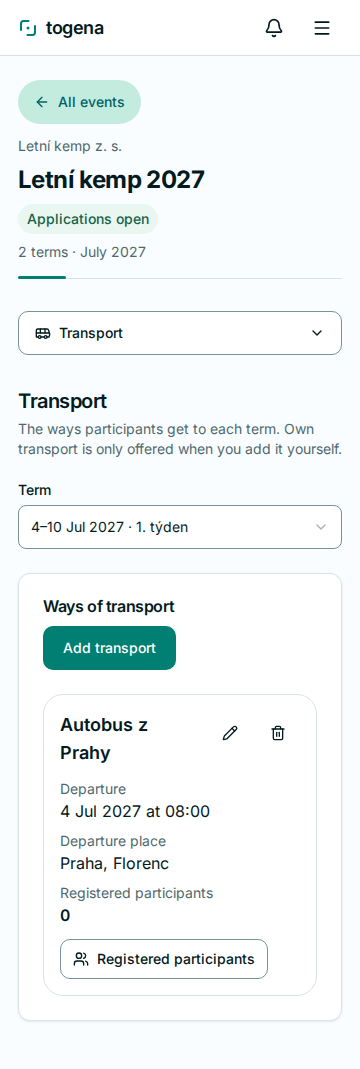 togena
All events
Letní kemp z. s.
Letní kemp 2027
Applications open
2 terms · July 2027
Transport
Transport
The ways participants get to each term. Own
transport is only offered when you add it yourself.
Term
4–10 Jul 2027 · 1. týden
Ways of transport
Add transport
Autobus z
Prahy
Departure
4 Jul 2027 at 08:00
Departure place
Praha, Florenc
Registered participants
0
Registered participants